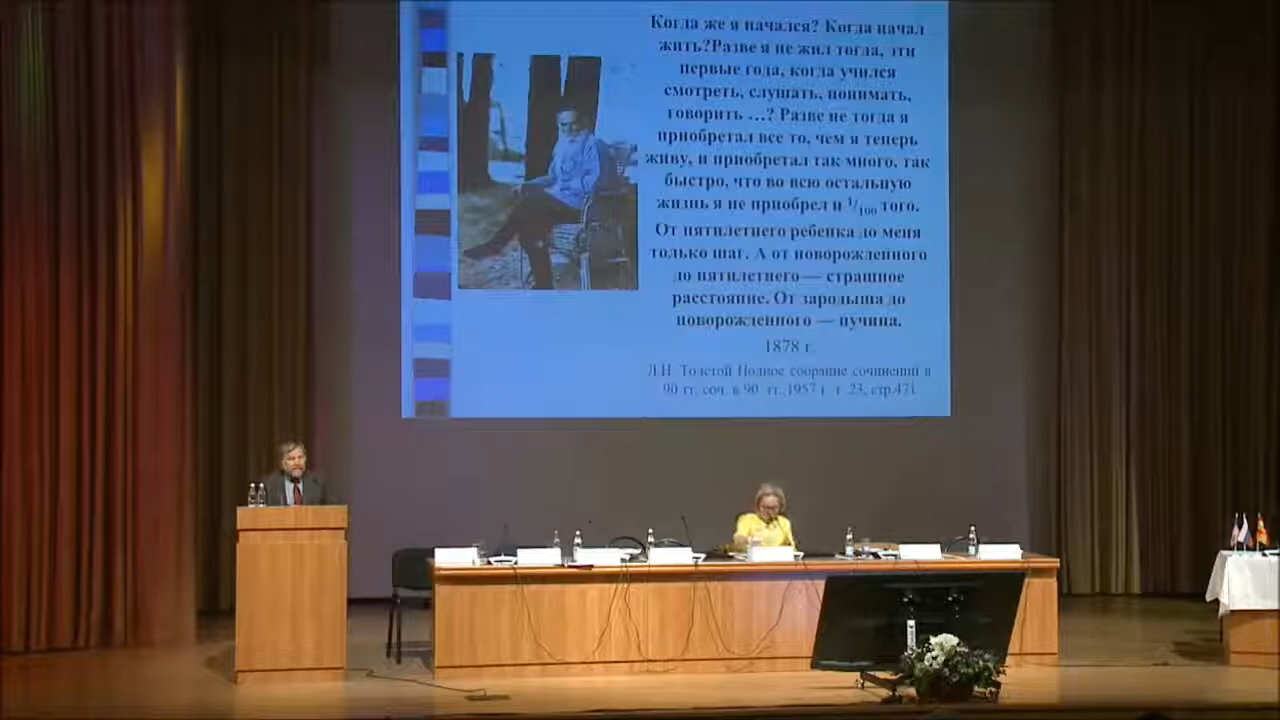 Когда же я начался? Когда начал
жить?Разве я не жил тогда, эти
первые года, когда учился
смотреть, слушать, понимать,
говорить …? Разве не тогда я
приобретал все то, чем я теперь
живу, и приобретал так много, так
быстро, что во всю остальную
жизнь я не приобрел и 1/100 того.
От пятилетнего ребенка до меня
только шаг. А от новорожденного
до пятилетнего — страшное
расстояние. От зародыша до
новорожденного — пучина.
1878 г.
Л.Н. Толстой Полное собрание сочинений в
90 тт. соч. в 90 тт. ,1957 г. т. 23, стр.471